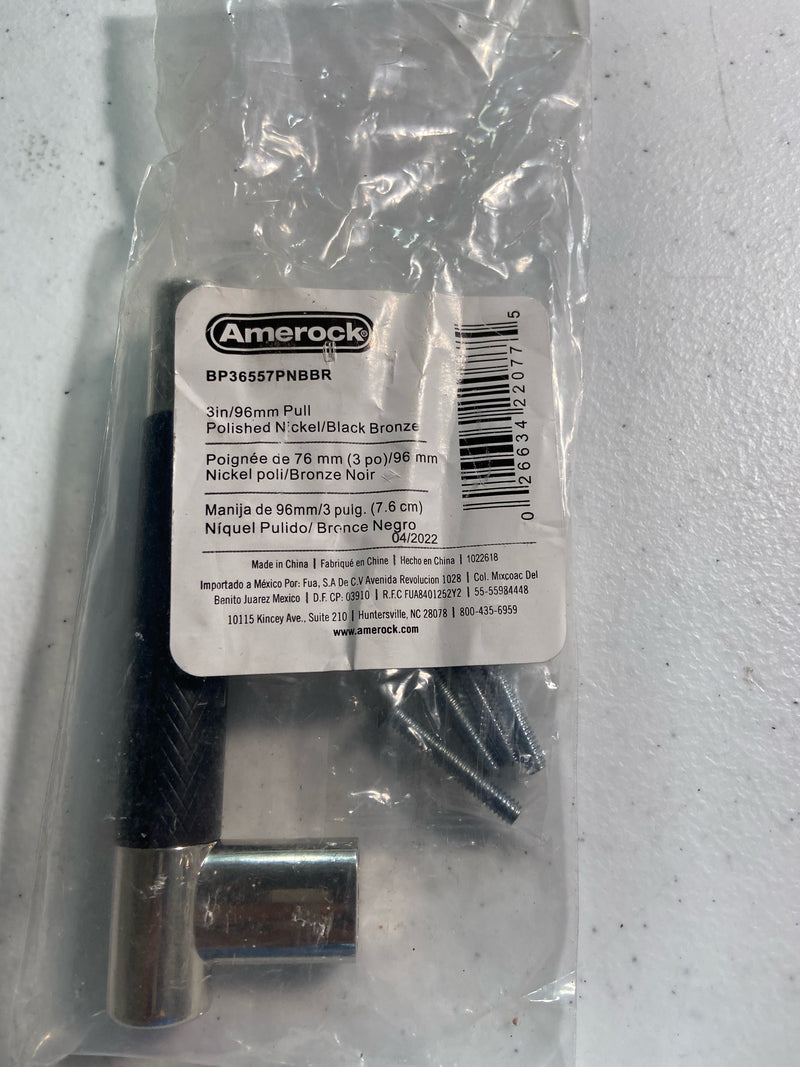 Amerock®
BP36557PNBBR
3in/96mm Pull
Polished Nickel/Black Bronze
Poignée de 76 mm (3 po)/96 mm
Nickel poli/Bronze Noir
Manija de 96mm/3 pulg. (7.6 cm)
Níquel Pulido/ Bronce Negro
04/2022
0 26634 22077 5
Made in China | Fabriqué en Chine | Hecho en China | 1022618
Importado a México Por: Fua, S.A De C.V Avenida Revolucion 1028 | Col. Mixcoac Del
Benito Juarez Mexico | D.F. CP: 03910 | R.F.C FUA8401252Y2 | 55-55984448
10115 Kincey Ave., Suite 210 | Huntersville, NC 28078 | 800-435-6959
www.amerock.com